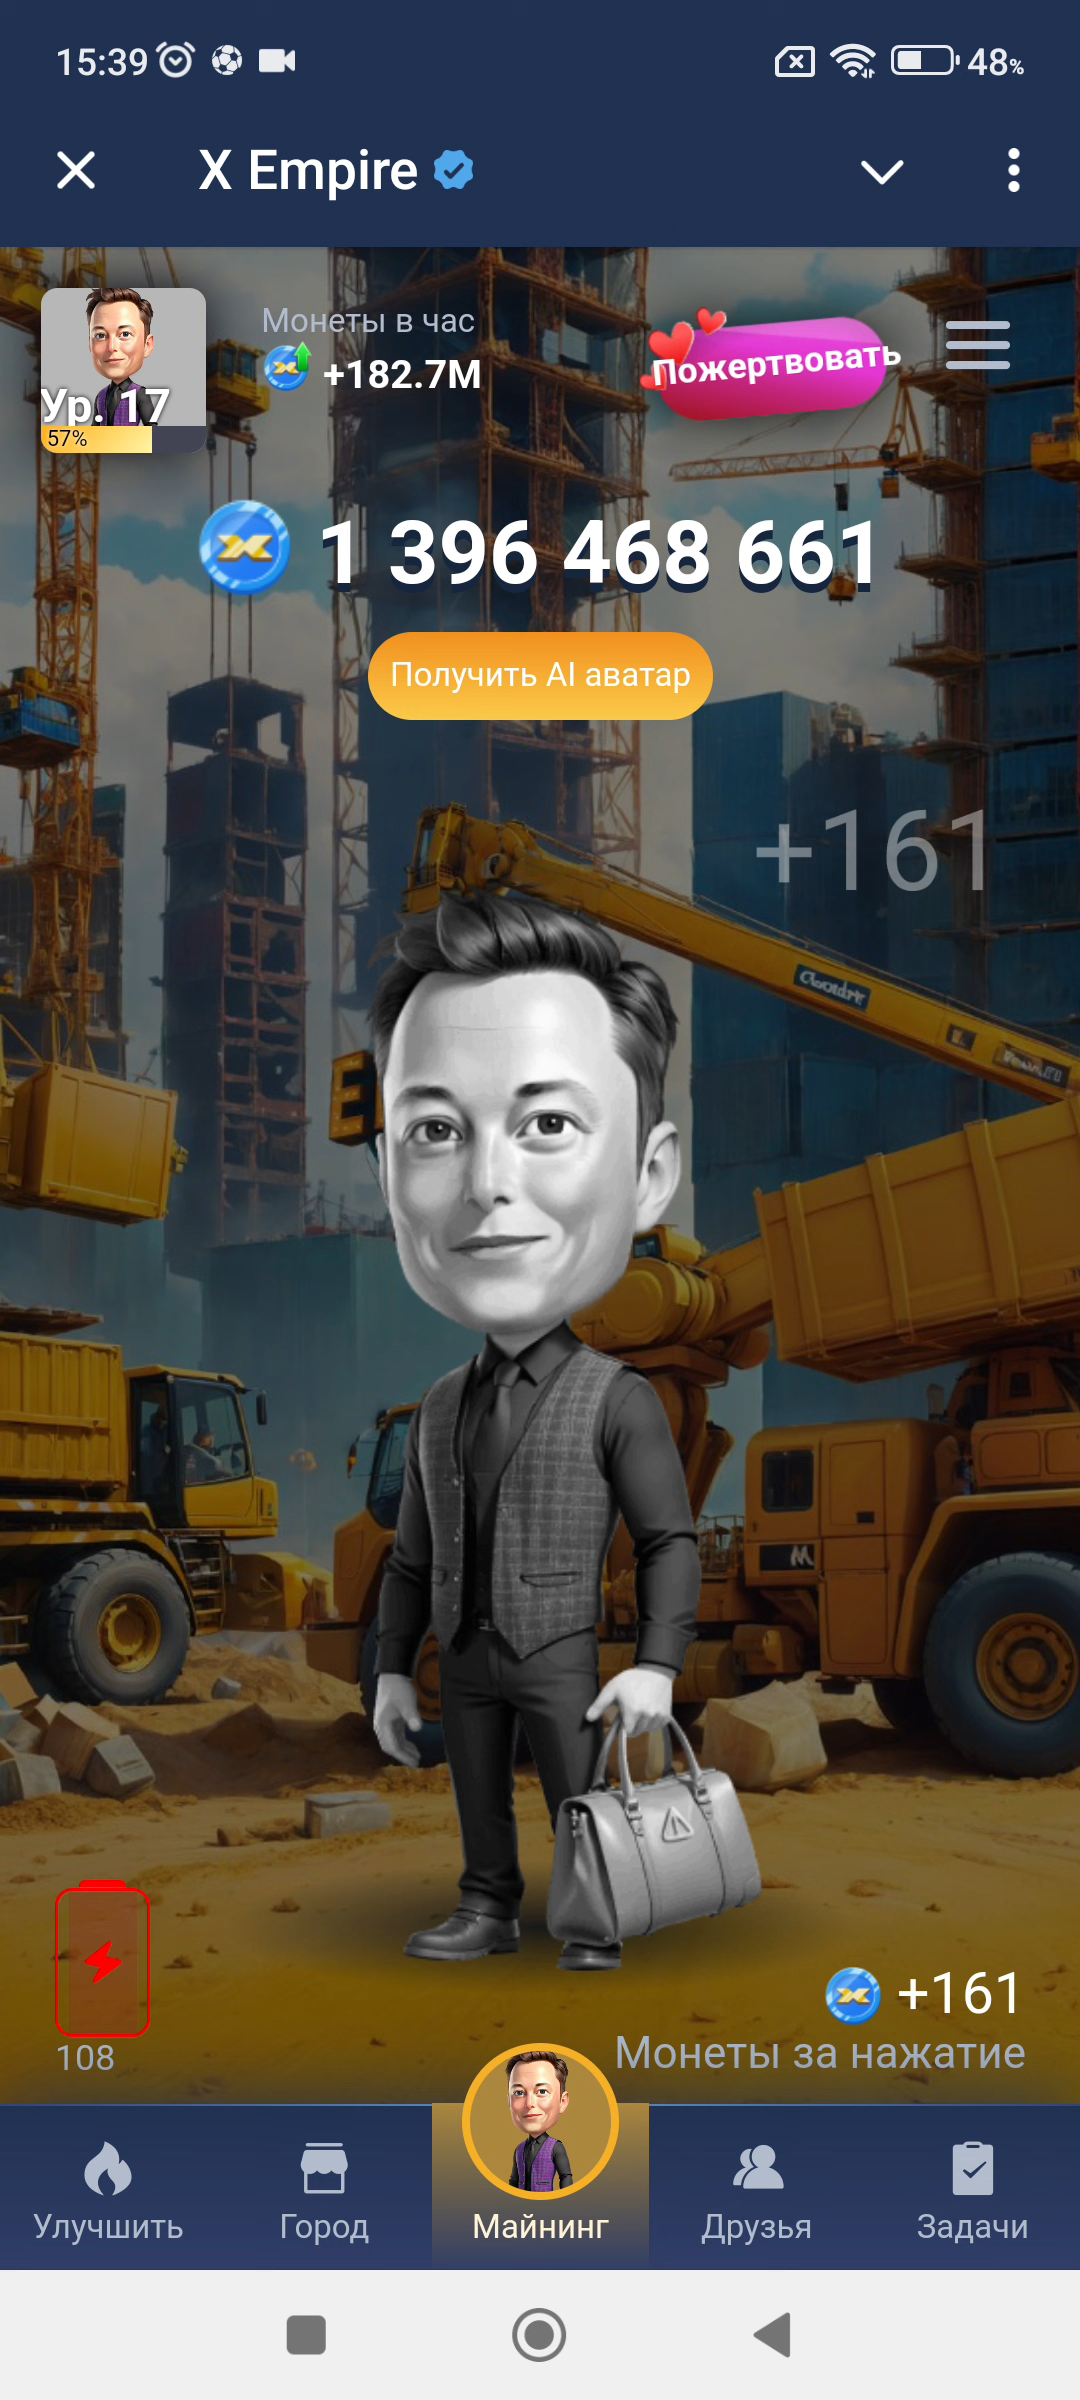 15:39
48%
X Empire
Монеты в час
+182.7M
Пожертвовать
Ур. 17
57%
1 396 468 661
Получить AI аватар
+161
E
+161
108
Монеты за нажатие
Улучшить
Город
Майнинг
Друзья
Задачи